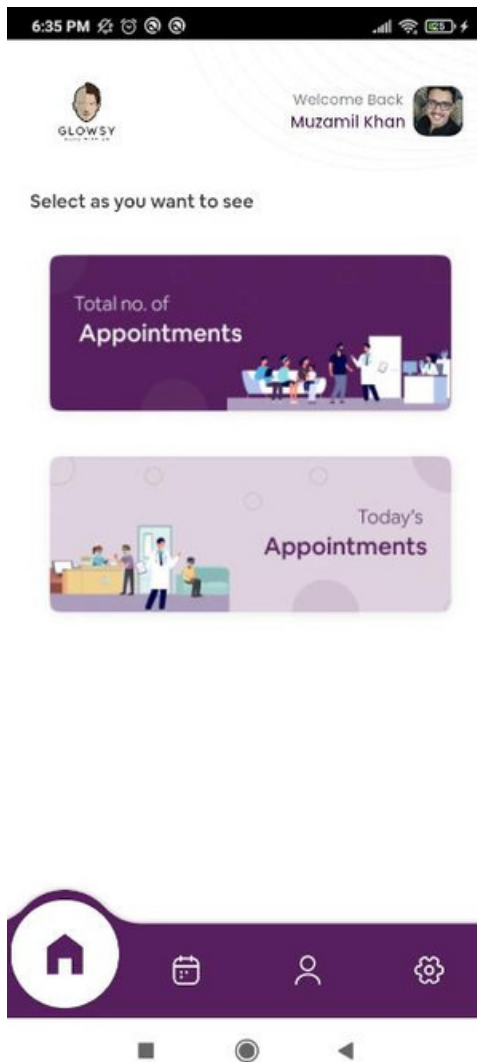 6:35 PM
25
GLOWSY
Welcome Back
Muzamil Khan
Select as you want to see
Total no. of
Appointments
Today's
Appointments